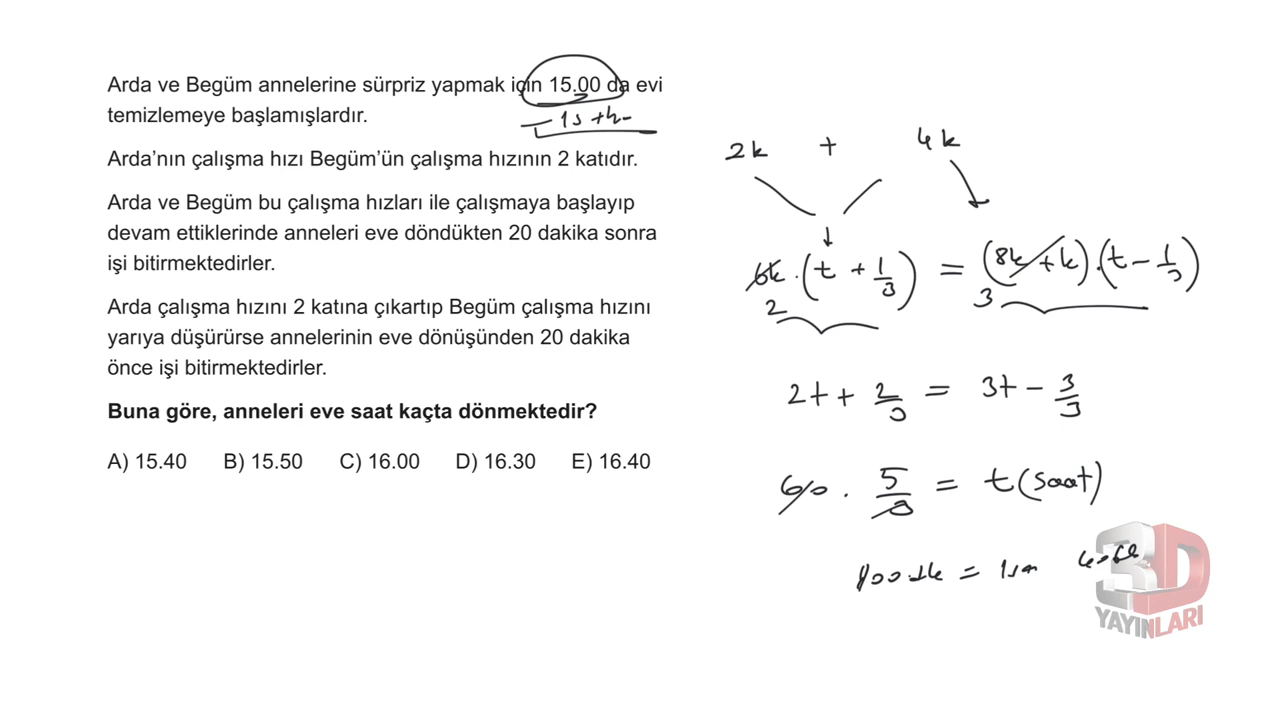 Arda ve Begüm annelerine sürpriz yapmak için 15.00 da evi
temizlemeye başlamışlardır.
Arda’nın çalışma hızı Begüm’ün çalışma hızının 2 katıdır.
Arda ve Begüm bu çalışma hızları ile çalışmaya başlayıp
devam ettiklerinde anneleri eve döndükten 20 dakika sonra
işi bitirmektedirler.
Arda çalışma hızını 2 katına çıkartıp Begüm çalışma hızını
yarıya düşürürse annelerinin eve dönüşünden 20 dakika
önce işi bitirmektedirler.
Buna göre, anneleri eve saat kaçta dönmektedir?
A) 15.40 B) 15.50 C) 16.00 D) 16.30 E) 16.40
2k + 4k
6k . (t + 1/3) = (8k + k) . (t - 1/3)
2 3
2t + 2/3 = 3t - 3/3
60 . 5/3 = t (saat)
100 dk =
3D
YAYINLARI